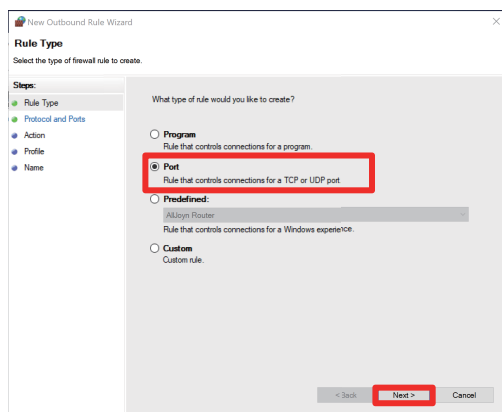 New Outbound Rule Wizard
Rule Type
Select the type of firewall rule to create.
Steps:
Rule Type
Protocol and Ports
Action
Profile
Name
What type of rule would you like to create?
Program
Rule that controls connections for a program.
Port
Rule that controls connections for a TCP or UDP port
Predefined:
AllJoyn Router
Rule that controls connections for a Windows experience.
Custom
Custom rule.
< Back
Next >
Cancel